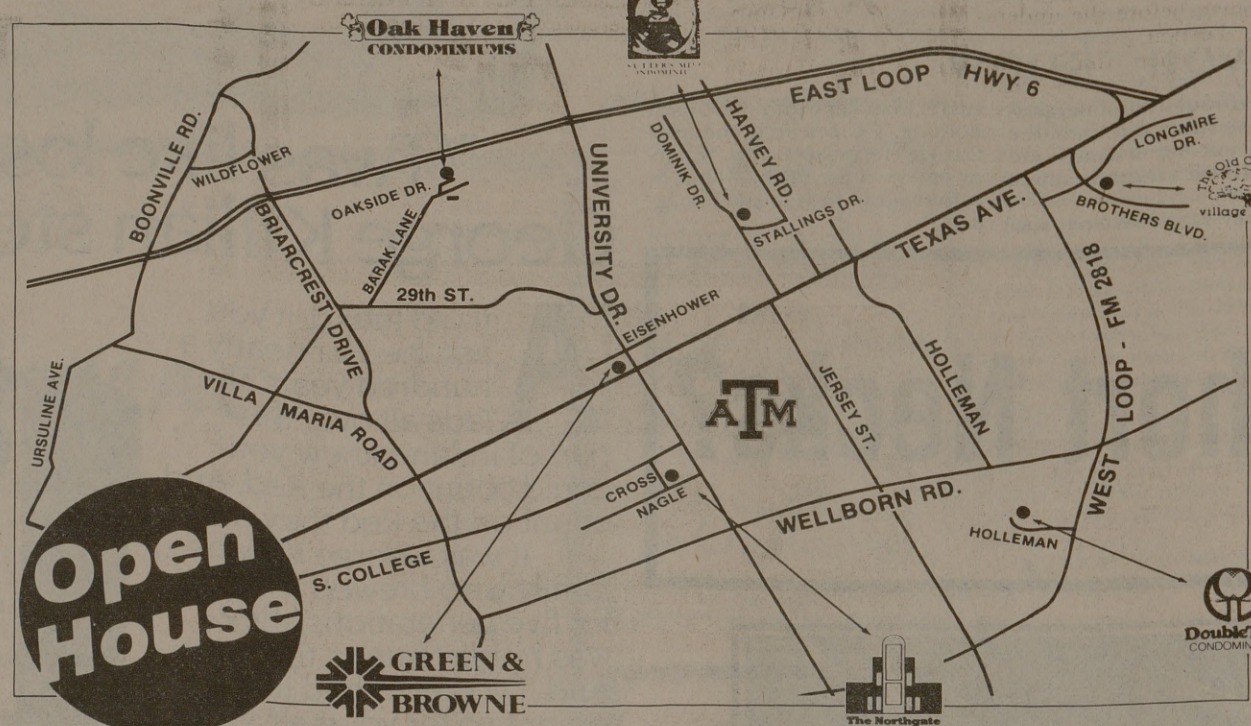 Oak Haven
CONDOMINIUMS
EAST LOOP HWY 6
BOONVILLE RD.
WILDFLOWER
OAKSIDE DR.
BARAK LANE
BRIARCREST DRIVE
29th ST.
UNIVERSITY DR.
DOMINIK DR.
HARVEY RD.
STALLINGS DR.
TEXAS AVE.
LONGMIRE
DR.
The Old
village
BROTHERS BLVD.
EISENHOWER
URSULINE AVE.
VILLA MARIA ROAD
ATM
JERSEY ST.
HOLLEMAN
WEST LOOP - FM 2818
CROSS
NAGLE
WELLBORN RD.
HOLLEMAN
S. COLLEGE
Open
House
GREEN &
BROWNE
The Northgate
Double
CONDOMIN